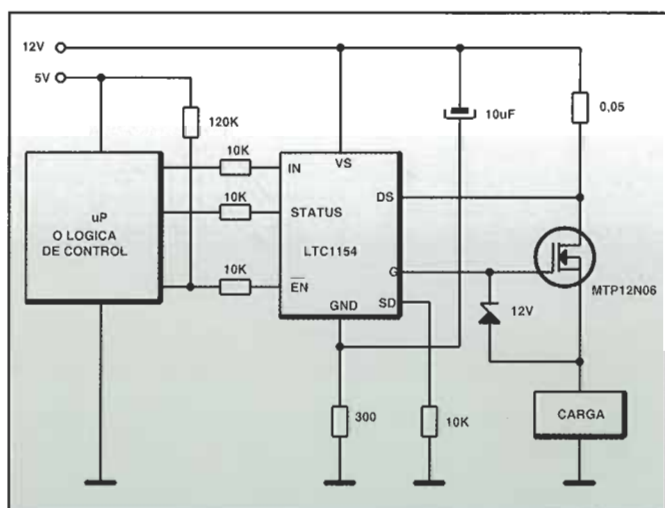 12V
5V
120K
10uF
0,05
10K
IN
VS
DS
uP
O LOGICA
DE CONTROL
10K
STATUS
LTC1154
10K
EN
G
GND
SD
12V
MTP12N06
300
10K
CARGA